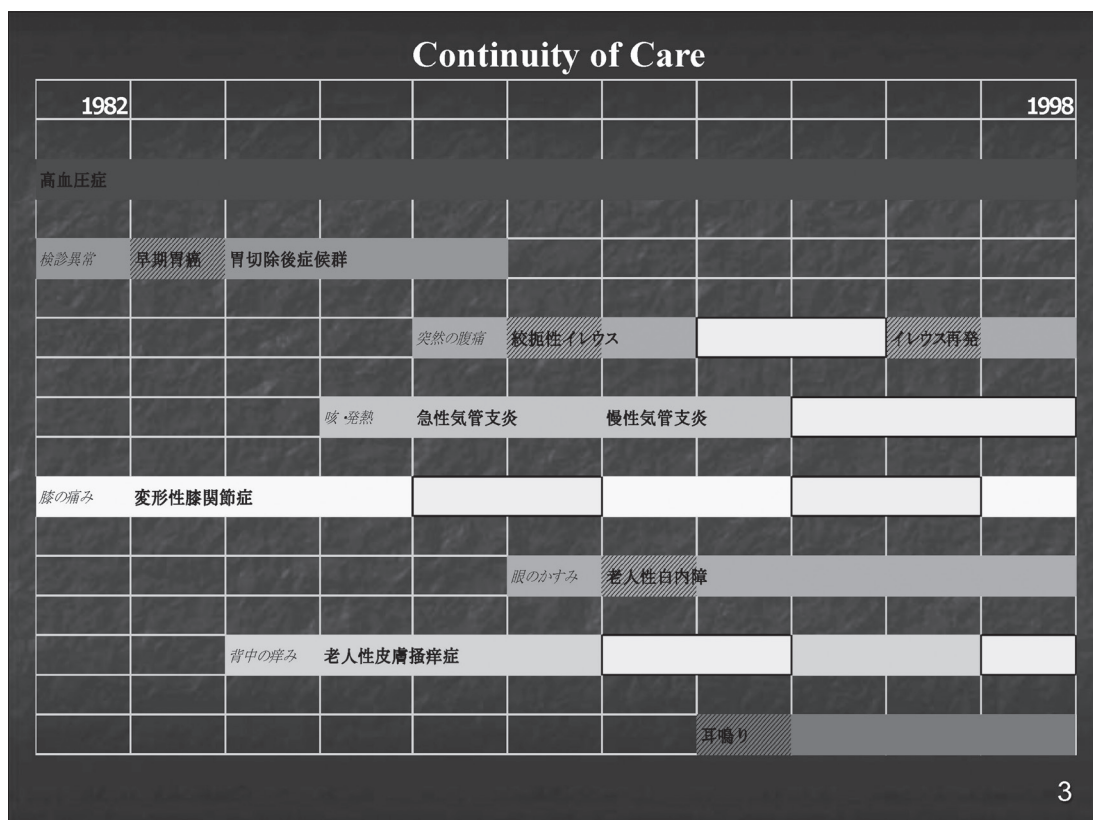 Continuity of Care
1982 1998
高血圧症
検診異常 早期胃癌 胃切除後症候群
突然の腹痛 絞扼性イレウス イレウス再発
咳・発熱 急性気管支炎 慢性気管支炎
膝の痛み 変形性膝関節症
眼のかすみ 老人性白内障
背中の痒み 老人性皮膚掻痒症
耳鳴り
3